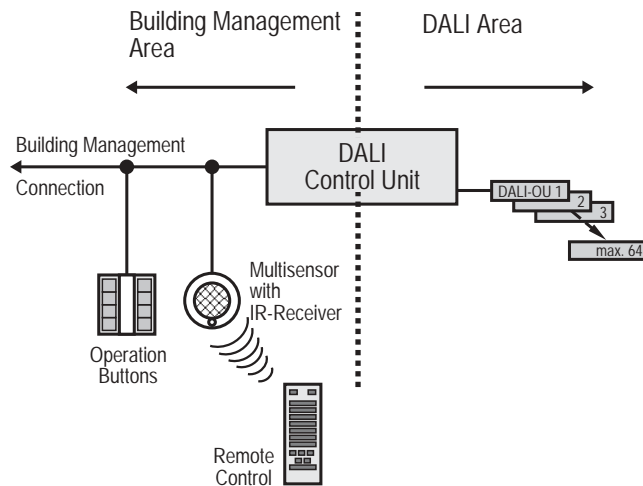 Building Management
Area
DALI Area
Building Management
Connection
DALI
Control Unit
DALI-OU 1
2
3
max. 64
Multisensor
with
IR-Receiver
Operation
Buttons
Remote
Control